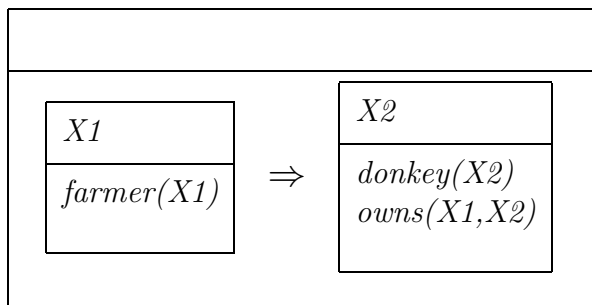 X1
farmer(X1)
⇒
X2
donkey(X2)
owns(X1,X2)